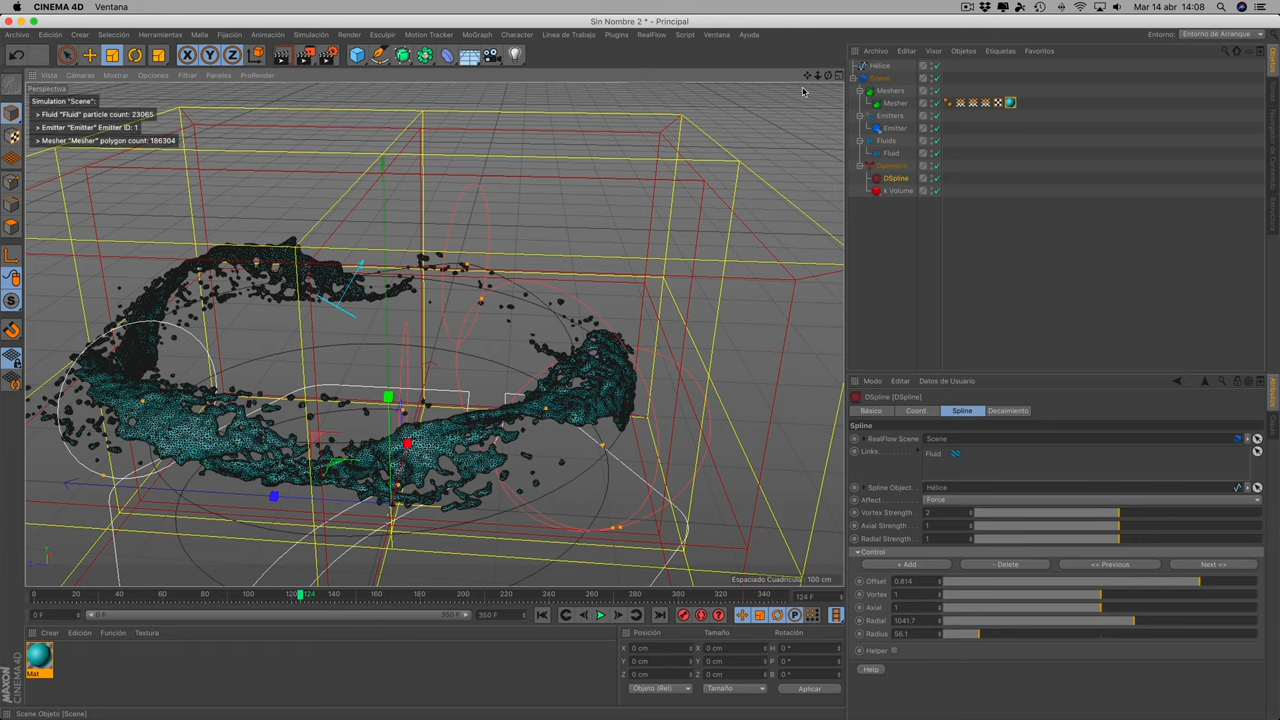 CINEMA 4D Ventana
Mar 14 abr 14:08
Sin Nombre 2 * - Principal
Archivo Edición Crear Selección Herramientas Malla Fijación Animación Simulación Render Esculpir Motion Tracker MoGraph Character Línea de Trabajo Plugins RealFlow Script Ventana Ayuda
Entorno: Entorno de Arranque
X Y Z
Archivo Editar Visor Objetos Etiquetas Favoritos
Vista Cámaras Mostrar Opciones Filtrar Paneles ProRender
Perspectiva
Simulation "Scene":
> Fluid "Fluid" particle count: 23065
> Emitter "Emitter" Emitter ID: 1
> Mesher "Mesher" polygon count: 186304
Hélice
Scene
Meshers
Mesher
Emitters
Emitter
Fluids
Fluid
Daemons
DSpline
k Volume
Modo Editar Datos de Usuario
DSpline [DSpline]
Básico Coord. Spline Decaimiento
Spline
RealFlow Scene Scene
Links. Fluid
Spline Object. Hélice
Affect Force
Vortex Strength 2
Axial Strength 1
Radial Strength 1
Control
+ Add - Delete <= Previous Next =>
Offset 0.814
Vortex 1
Axial 1
Radial 1041.7
Radius 56.1
Helper
Help
Espaciado Cuadrícula : 100 cm
0 20 40 60 80 100 120 124 140 160 180 200 220 240 260 280 300 320 340
124 F
0 F 0 F 350 F 350 F
Crear Edición Función Textura
Mat
Posición Tamaño Rotación
X 0 cm X 0 cm H 0 °
Y 0 cm Y 0 cm P 0 °
Z 0 cm Z 0 cm B 0 °
Objeto (Rel) Tamaño Aplicar
MAXON CINEMA 4D
Scene Objeto [Scene]